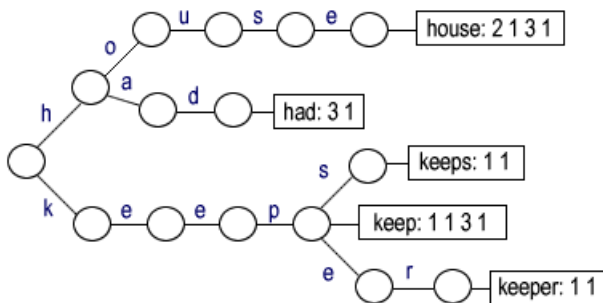 o u s e house: 2 1 3 1
h a d had: 3 1
s keeps: 1 1
k e e p keep: 1 1 3 1
e r keeper: 1 1